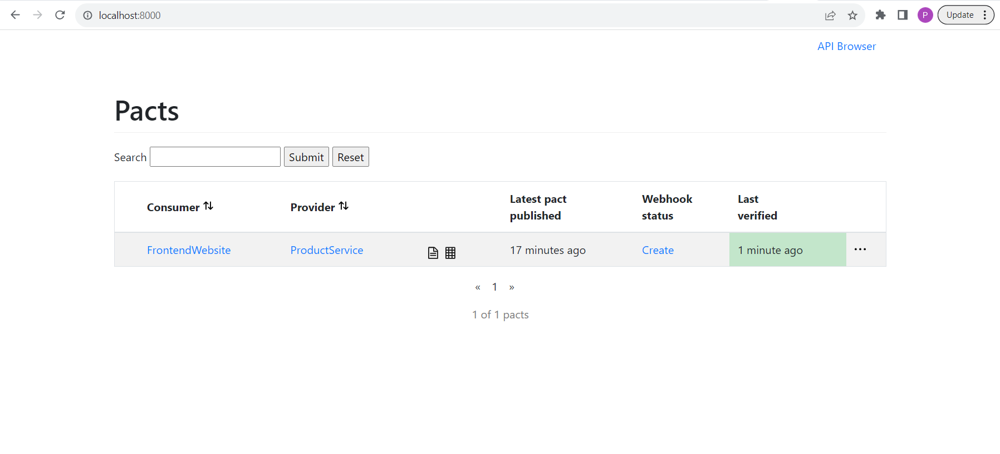 localhost:8000
P
Update
API Browser
Pacts
Search Submit Reset
Consumer Provider Latest pact published Webhook status Last verified
FrontendWebsite ProductService 17 minutes ago Create 1 minute ago ...
« 1 »
1 of 1 pacts